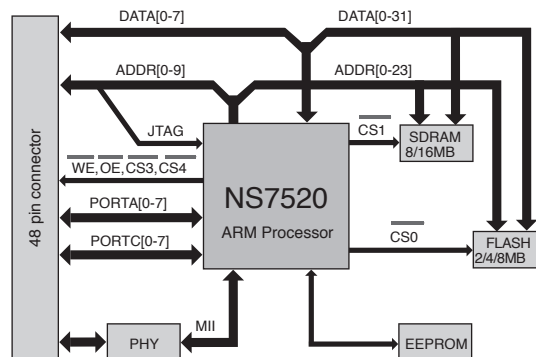 DATA[0-7]
DATA[0-31]
ADDR[0-9]
ADDR[0-23]
JTAG
CS1
SDRAM
8/16MB
WE, OE, CS3, CS4
48 pin connector
NS7520
ARM Processor
PORTA[0-7]
PORTC[0-7]
CS0
FLASH
2/4/8MB
MII
PHY
EEPROM